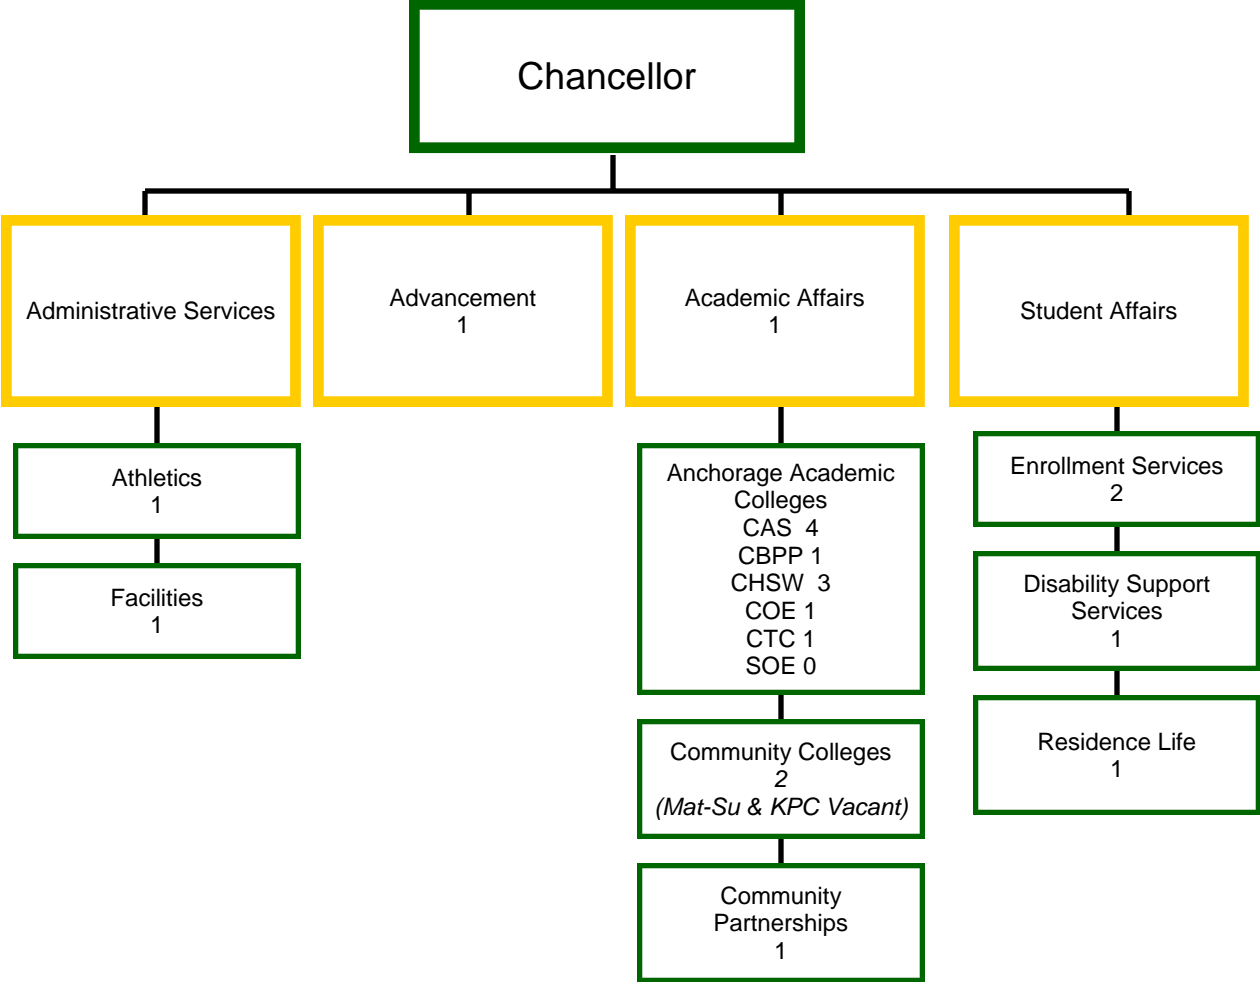 Chancellor
Administrative Services
Advancement
1
Academic Affairs
1
Student Affairs
Athletics
1
Facilities
1
Anchorage Academic
Colleges
CAS  4
CBPP 1
CHSW  3
COE 1
CTC 1
SOE 0
Community Colleges
2
(Mat-Su & KPC Vacant)
Community
Partnerships
1
Enrollment Services
2
Disability Support
Services
1
Residence Life
1